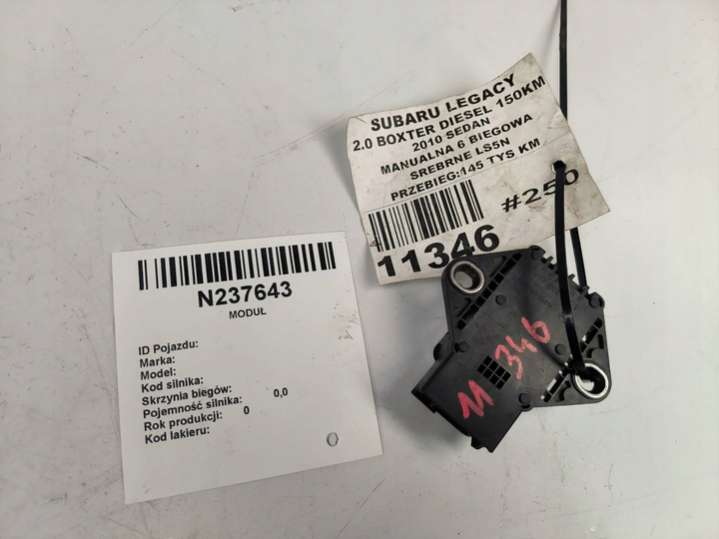 SUBARU LEGACY
2.0 BOXTER DIESEL 150KM
2010 SEDAN
MANUALNA 6 BIEGOWA
SREBRNE LS5N
PRZEBIEG:145 TYS KM
#250
11346
N237643
MODUŁ
ID Pojazdu:
Marka:
Model:
Kod silnika:
Skrzynia biegów:
Pojemność silnika: 0,0
Rok produkcji: 0
Kod lakieru:
11 346